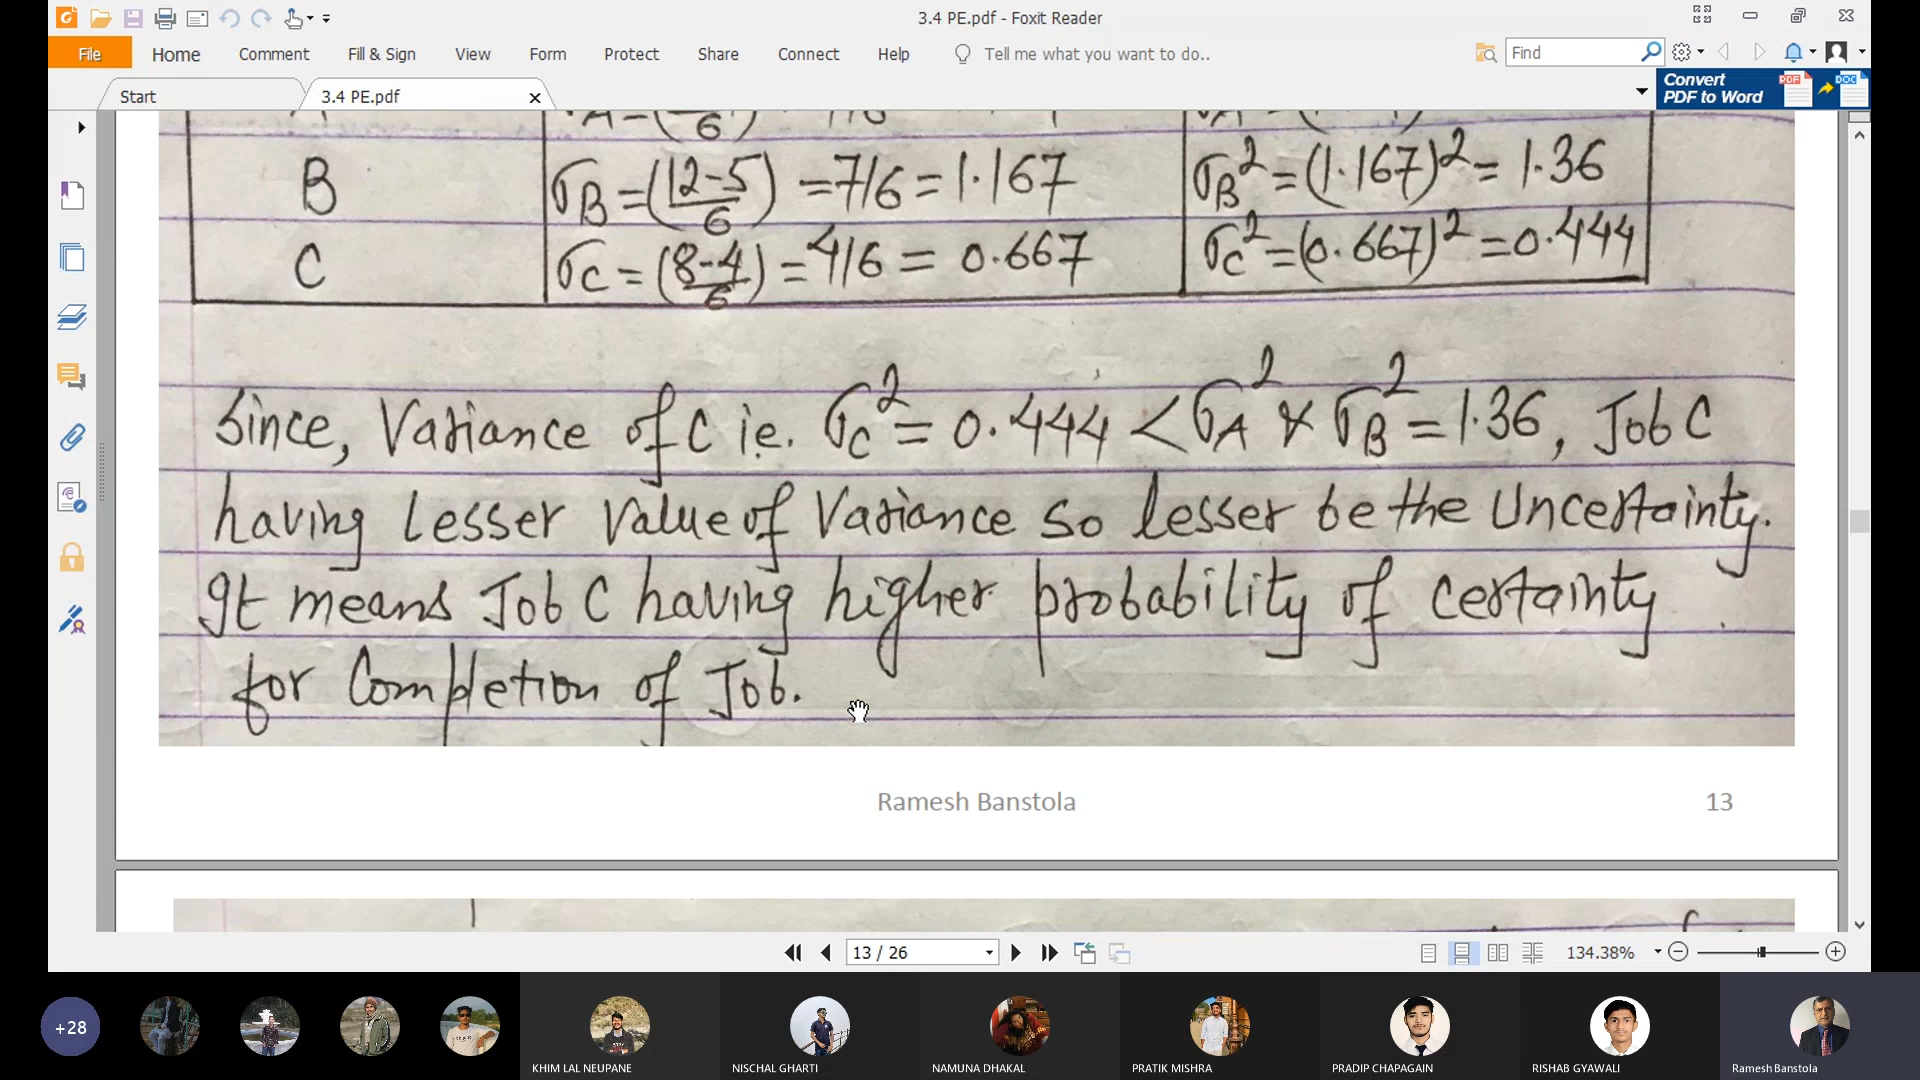 3.4 PE.pdf - Foxit Reader
File Home Comment Fill & Sign View Form Protect Share Connect Help Tell me what you want to do.. Find
Start 3.4 PE.pdf
Convert
PDF to Word
PDF DOC
6
B σB = (12-5)/6 = 7/6 = 1.167 σB² = (1.167)² = 1.36
C σC = (8-4)/6 = 4/6 = 0.667 σC² = (0.667)² = 0.444
Since, Variance of C i.e. σC² = 0.444 < σA² & σB² = 1.36, Job C
having lesser value of Variance so lesser be the Uncertainty.
It means Job C having higher probability of certainty
for Completion of Job.
Ramesh Banstola 13
13 / 26 134.38%
+28
KHIM LAL NEUPANE NISCHAL GHARTI NAMUNA DHAKAL PRATIK MISHRA PRADIP CHAPAGAIN RISHAB GYAWALI Ramesh Banstola